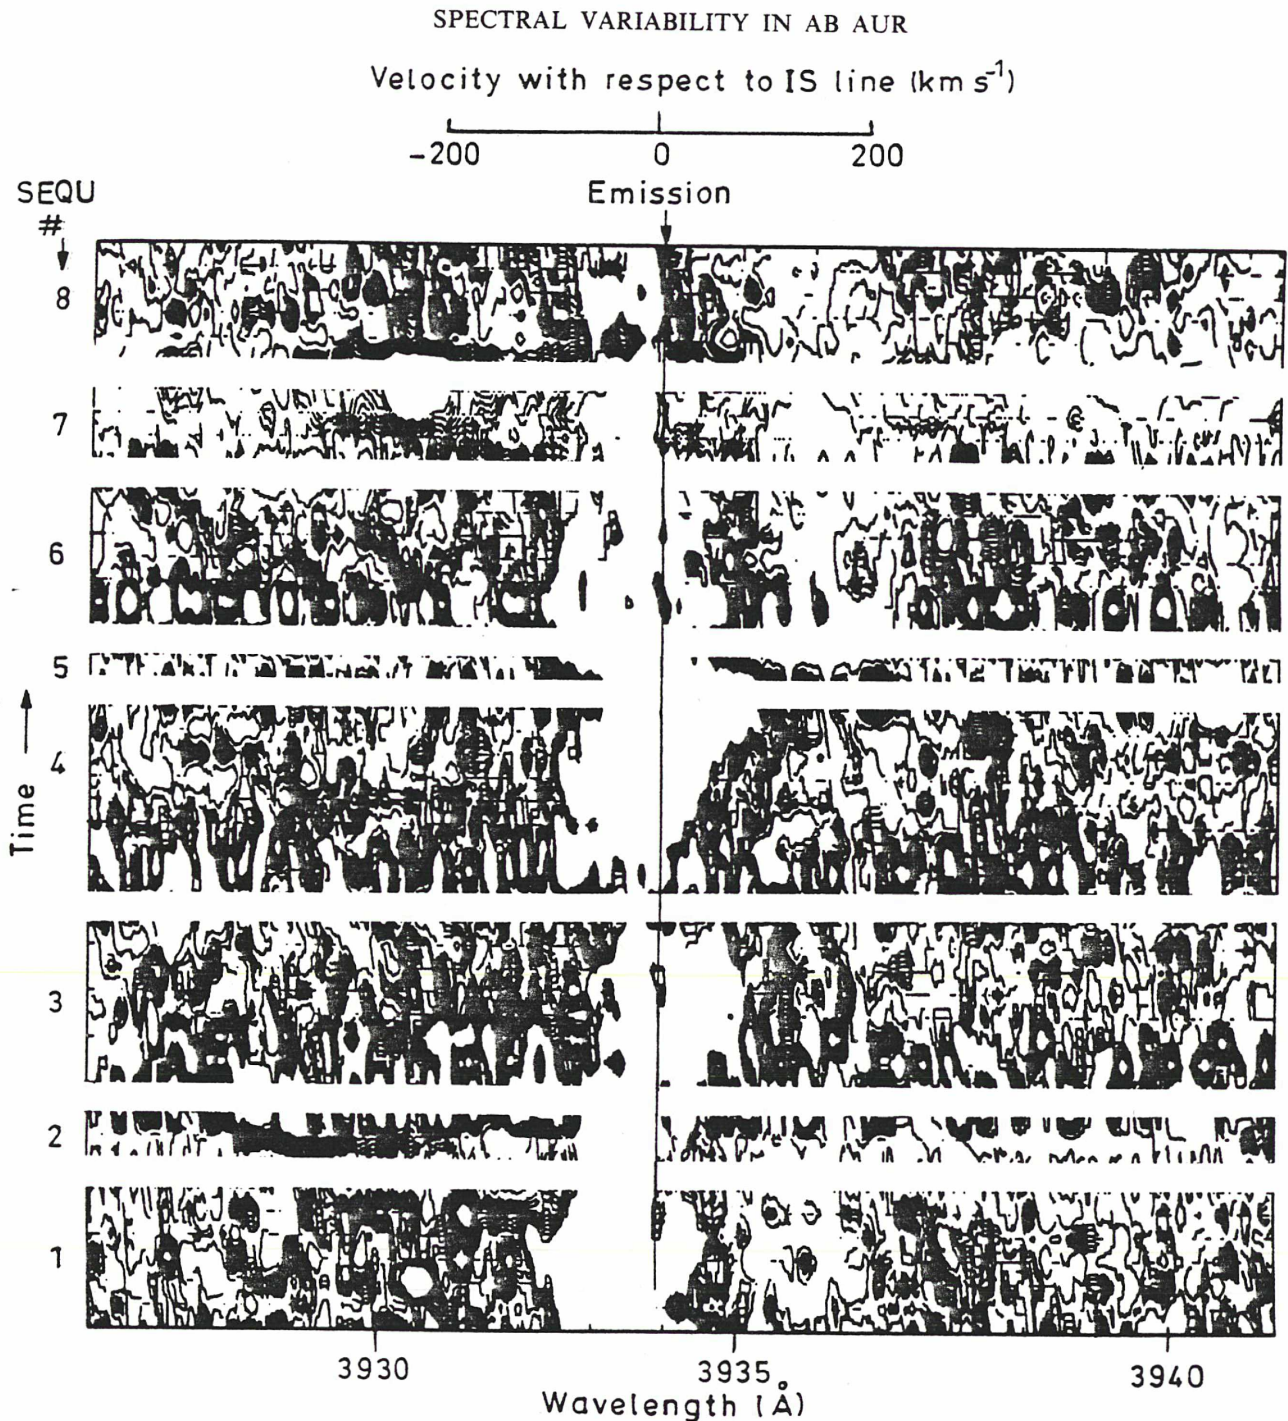 SPECTRAL VARIABILITY IN AB AUR
Velocity with respect to IS line (km s⁻¹)
-200 0 200
SEQU
#
Emission
8
7
6
5
4
3
2
1
Time
3930 3935 3940
Wavelength (Å)